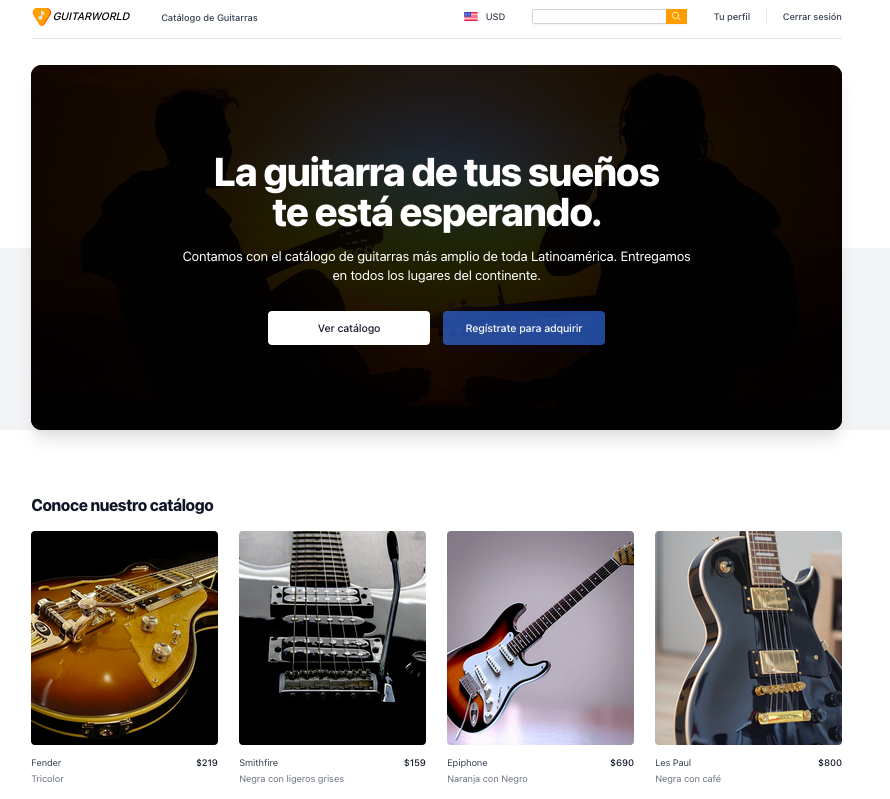 GUITARWORLD
Catálogo de Guitarras
USD
Tu perfil
Cerrar sesión
La guitarra de tus sueños
te está esperando.
Contamos con el catálogo de guitarras más amplio de toda Latinoamérica. Entregamos
en todos los lugares del continente.
Ver catálogo
Regístrate para adquirir
Conoce nuestro catálogo
Fender $219
Tricolor
Smithfire $159
Negra con ligeros grises
Epiphone $690
Naranja con Negro
Les Paul $800
Negra con café